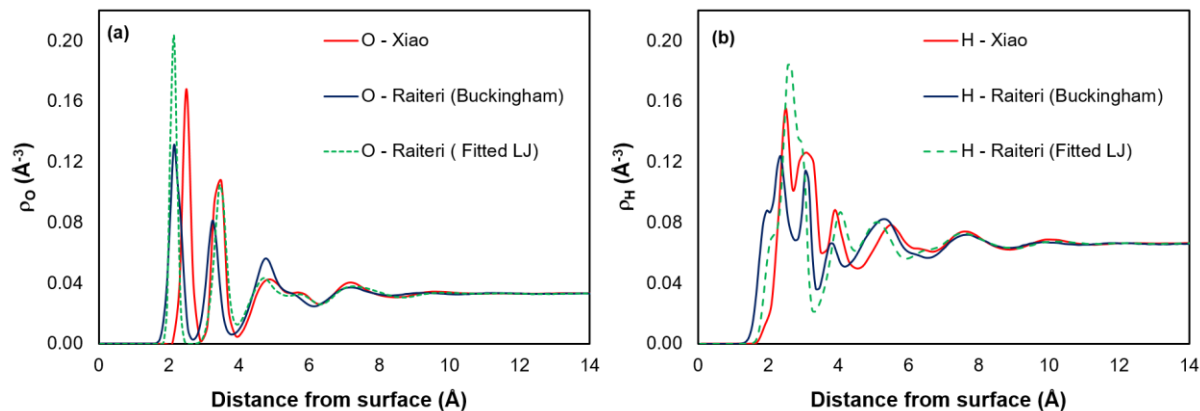 (a)
O - Xiao
O - Raiteri (Buckingham)
O - Raiteri ( Fitted LJ)
ρO (Å-3)
0.20
0.16
0.12
0.08
0.04
0.00
0 2 4 6 8 10 12 14
Distance from surface (Å)
(b)
H - Xiao
H - Raiteri (Buckingham)
H - Raiteri (Fitted LJ)
ρH (Å-3)
0.20
0.16
0.12
0.08
0.04
0.00
0 2 4 6 8 10 12 14
Distance from surface (Å)